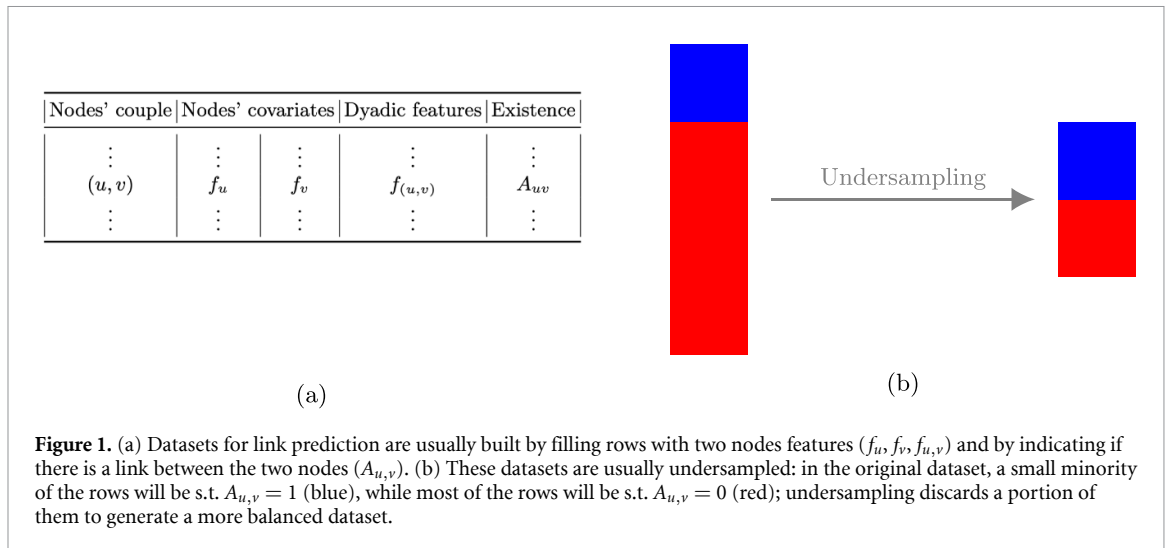 Nodes' couple Nodes' covariates Dyadic features Existence
⋮ ⋮ ⋮ ⋮ ⋮
(u, v) f_u f_v f_(u,v) A_uv
⋮ ⋮ ⋮ ⋮ ⋮
Undersampling
(a)
(b)
Figure 1. (a) Datasets for link prediction are usually built by filling rows with two nodes features (f_u, f_v, f_u,v) and by indicating if
there is a link between the two nodes (A_u,v). (b) These datasets are usually undersampled: in the original dataset, a small minority
of the rows will be s.t. A_u,v = 1 (blue), while most of the rows will be s.t. A_u,v = 0 (red); undersampling discards a portion of
them to generate a more balanced dataset.